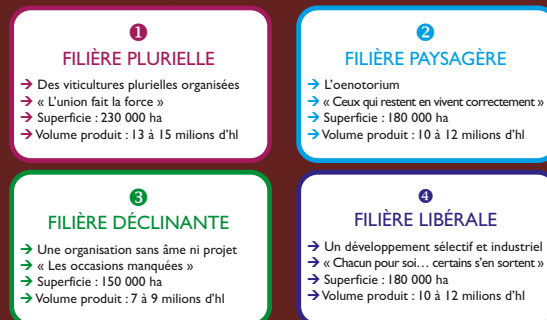 ❶
FILIÈRE PLURIELLE
→ Des viticultures plurielles organisées
→ « L'union fait la force »
→ Superficie : 230 000 ha
→ Volume produit : 13 à 15 milions d'hl
❷
FILIÈRE PAYSAGÈRE
→ L'oenotorium
→ « Ceux qui restent en vivent correctement »
→ Superficie : 180 000 ha
→ Volume produit : 10 à 12 milions d'hl
❸
FILIÈRE DÉCLINANTE
→ Une organisation sans âme ni projet
→ « Les occasions manquées »
→ Superficie : 150 000 ha
→ Volume produit : 7 à 9 milions d'hl
❹
FILIÈRE LIBÉRALE
→ Un développement sélectif et industriel
→ « Chacun pour soi… certains s'en sortent »
→ Superficie : 180 000 ha
→ Volume produit : 10 à 12 milions d'hl